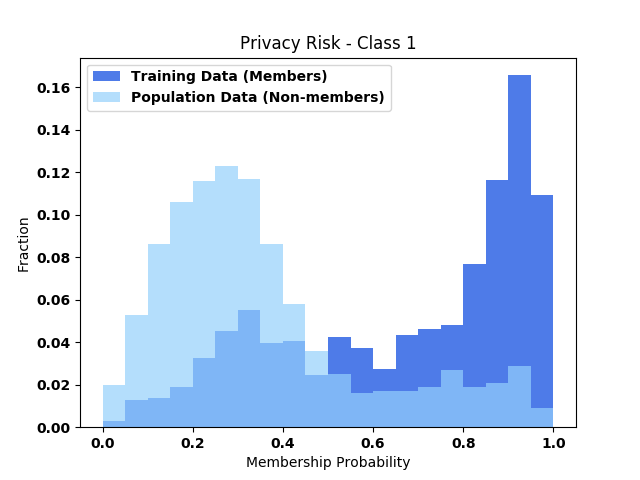 Privacy Risk - Class 1
Training Data (Members)
Population Data (Non-members)
0.16
0.14
0.12
0.10
0.08
0.06
0.04
0.02
0.00
Fraction
0.0 0.2 0.4 0.6 0.8 1.0
Membership Probability